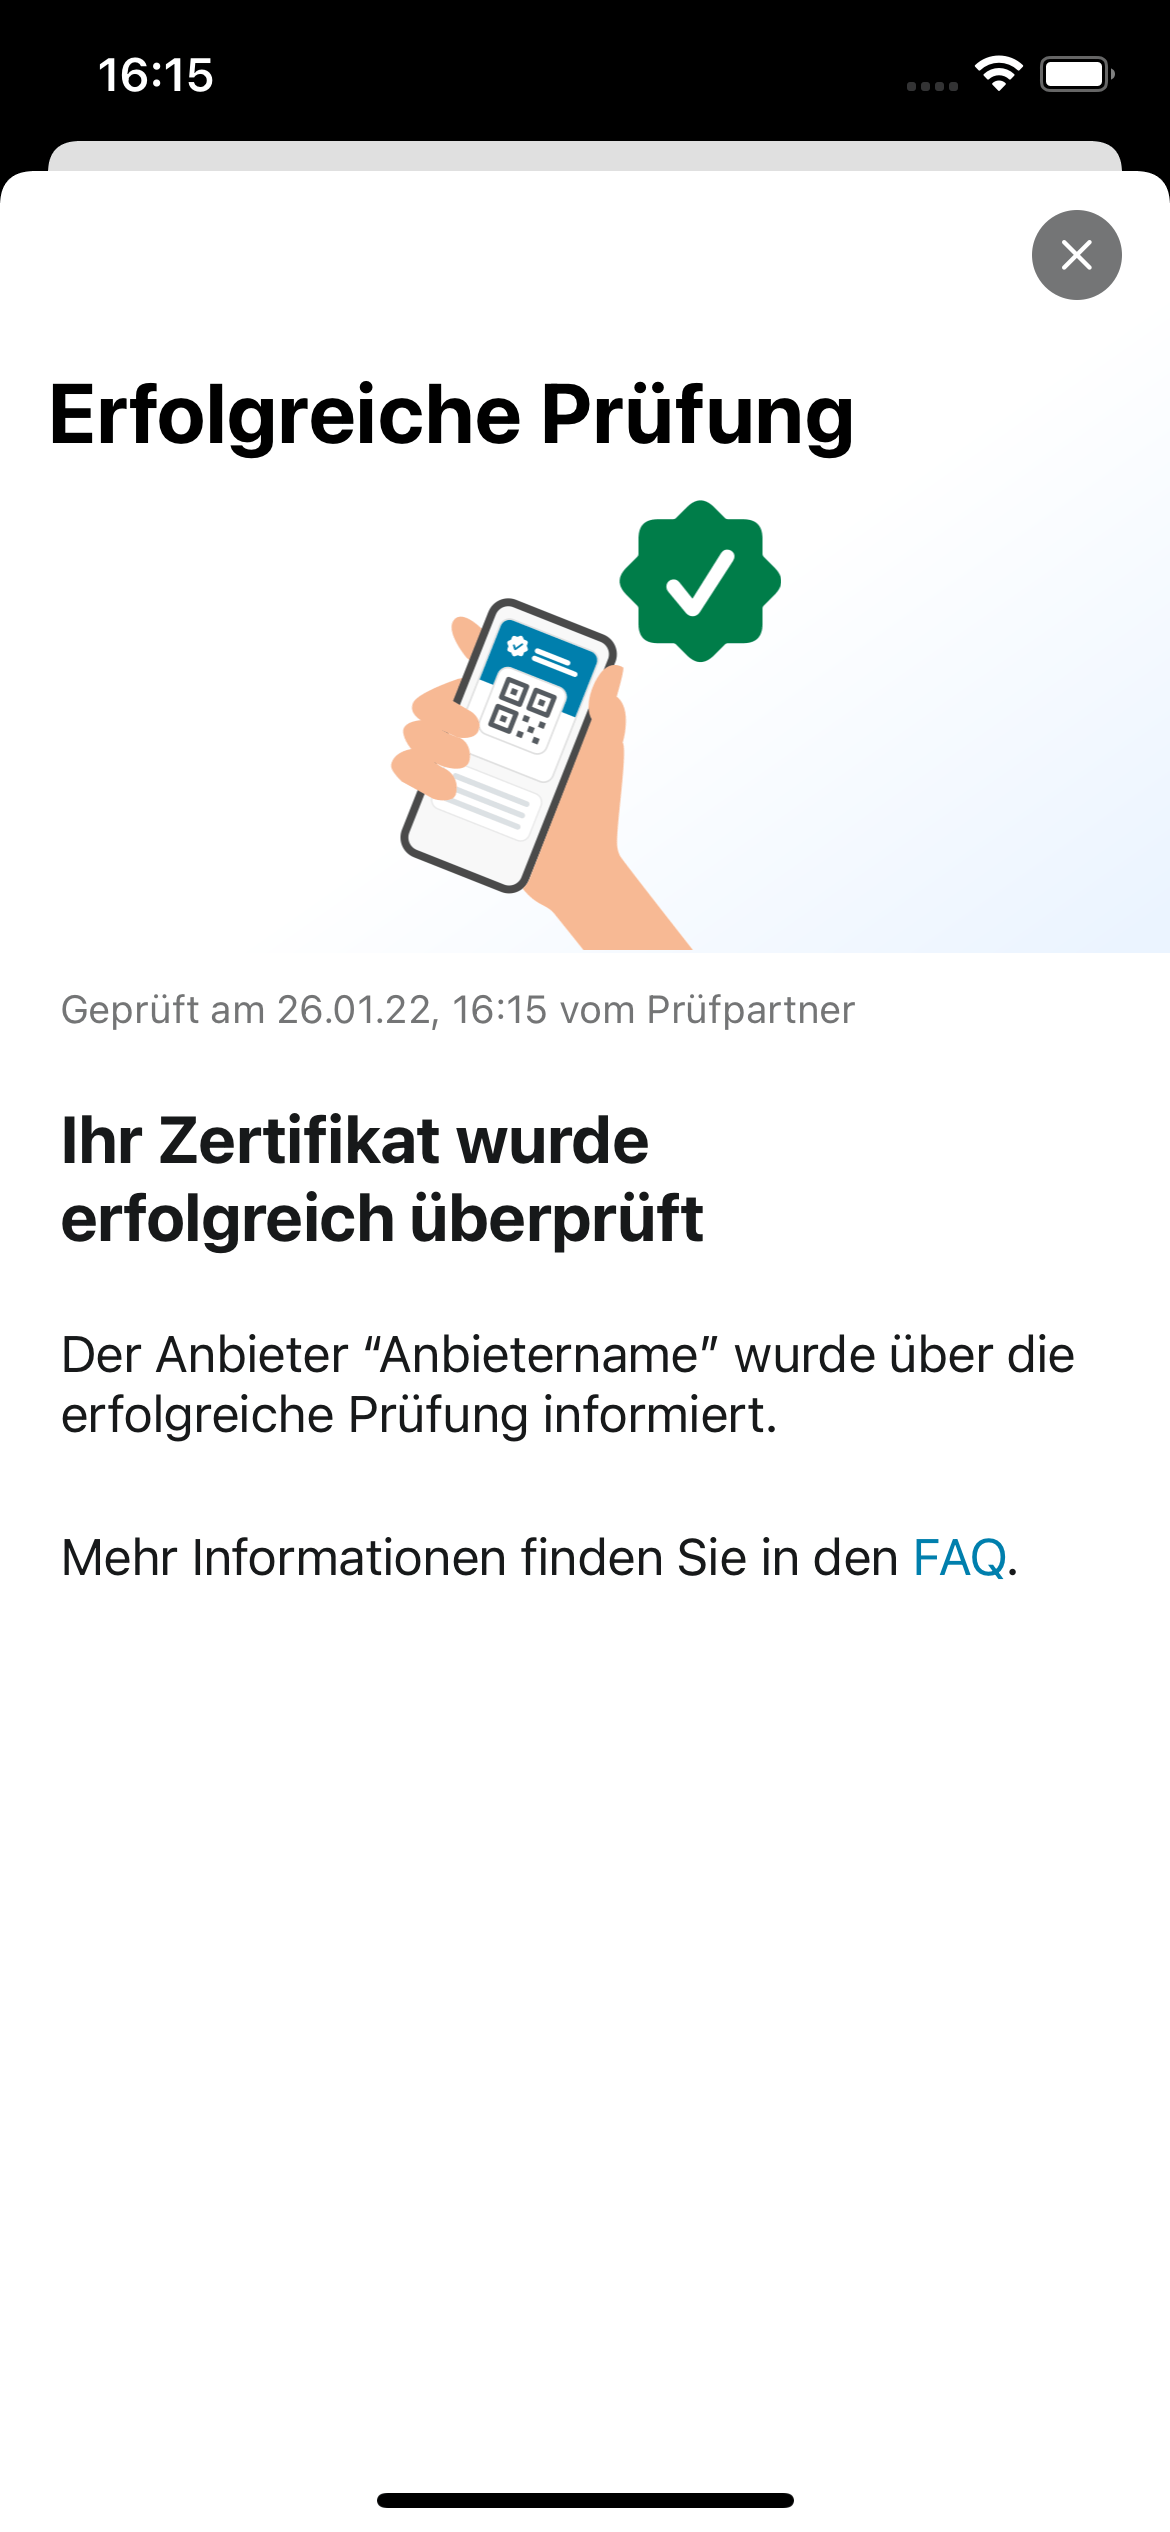 16:15
Erfolgreiche Prüfung
Geprüft am 26.01.22, 16:15 vom Prüfpartner
Ihr Zertifikat wurde
erfolgreich überprüft
Der Anbieter “Anbietername” wurde über die
erfolgreiche Prüfung informiert.
Mehr Informationen finden Sie in den FAQ.